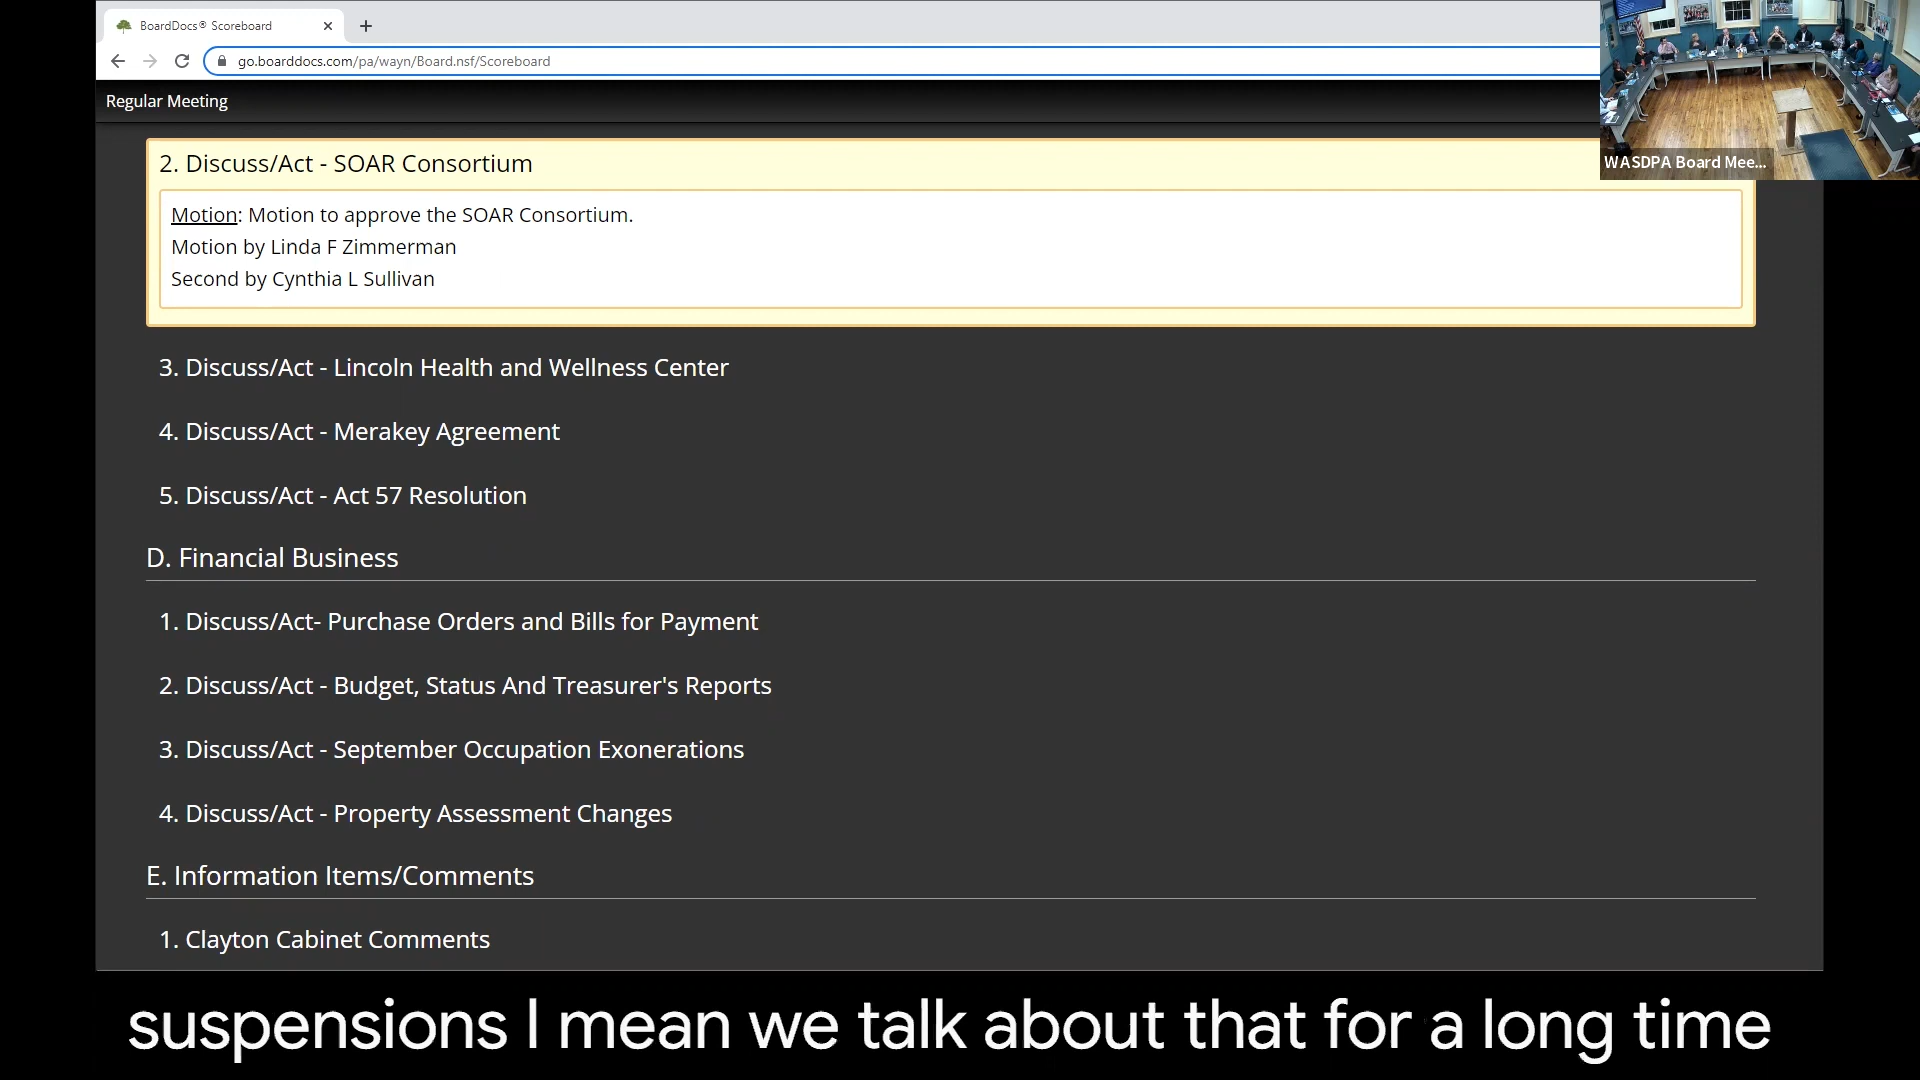 BoardDocs® Scoreboard
go.boarddocs.com/pa/wayn/Board.nsf/Scoreboard
Regular Meeting
WASDPA Board Mee...
2. Discuss/Act - SOAR Consortium
Motion: Motion to approve the SOAR Consortium.
Motion by Linda F Zimmerman
Second by Cynthia L Sullivan
3. Discuss/Act - Lincoln Health and Wellness Center
4. Discuss/Act - Merakey Agreement
5. Discuss/Act - Act 57 Resolution
D. Financial Business
1. Discuss/Act- Purchase Orders and Bills for Payment
2. Discuss/Act - Budget, Status And Treasurer's Reports
3. Discuss/Act - September Occupation Exonerations
4. Discuss/Act - Property Assessment Changes
E. Information Items/Comments
1. Clayton Cabinet Comments
suspensions I mean we talk about that for a long time